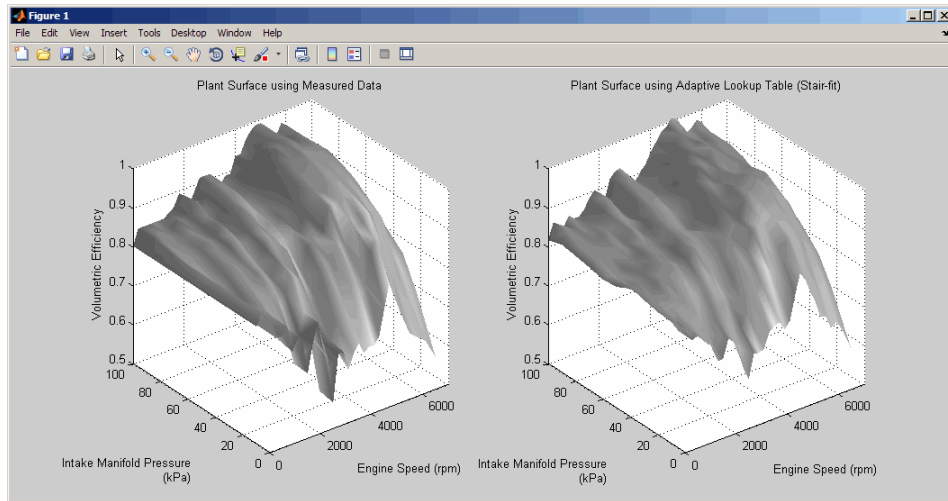 Figure 1
File Edit View Insert Tools Desktop Window Help
Plant Surface using Measured Data
1
0.9
0.8
0.7
0.6
0.5
Volumetric Efficiency
100
80
60
40
20
0
Intake Manifold Pressure
(kPa)
0
2000
4000
6000
Engine Speed (rpm)
Plant Surface using Adaptive Lookup Table (Stair-fit)
1
0.9
0.8
0.7
0.6
0.5
Volumetric Efficiency
100
80
60
40
20
0
Intake Manifold Pressure
(kPa)
0
2000
4000
6000
Engine Speed (rpm)